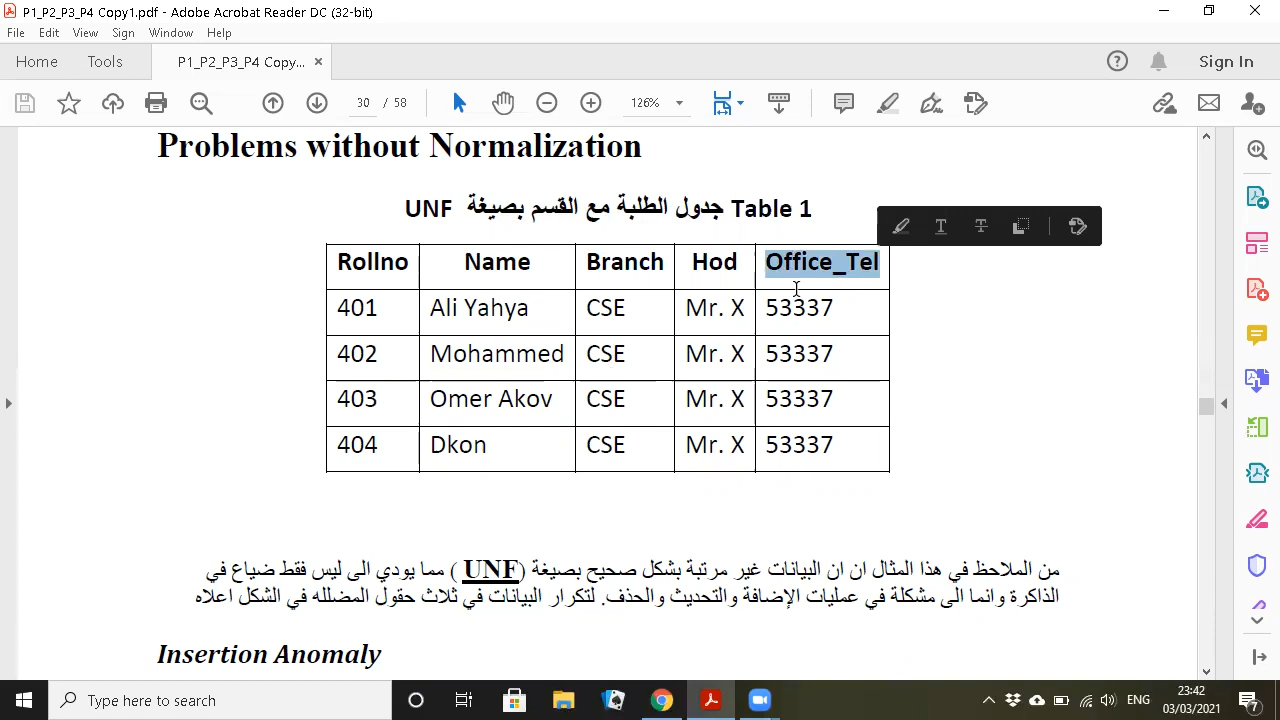 P1_P2_P3_P4 Copy1.pdf - Adobe Acrobat Reader DC (32-bit)
File Edit View Sign Window Help
Home Tools P1_P2_P3_P4 Copy... × Sign In
30 / 58 126%
Problems without Normalization
Table 1 جدول الطلبة مع القسم بصيغة UNF
Rollno Name Branch Hod Office_Tel
401 Ali Yahya CSE Mr. X 53337
402 Mohammed CSE Mr. X 53337
403 Omer Akov CSE Mr. X 53337
404 Dkon CSE Mr. X 53337
من الملاحظ في هذا المثال ان ان البيانات غير مرتبة بشكل صحيح بصيغة (UNF ) مما يودي الى ليس فقط ضياع في
الذاكرة وانما الى مشكلة في عمليات الإضافة والتحديث والحذف. لتكرار البيانات في ثلاث حقول المضلله في الشكل اعلاه
Insertion Anomaly
Type here to search
ENG
23:42
03/03/2021
7